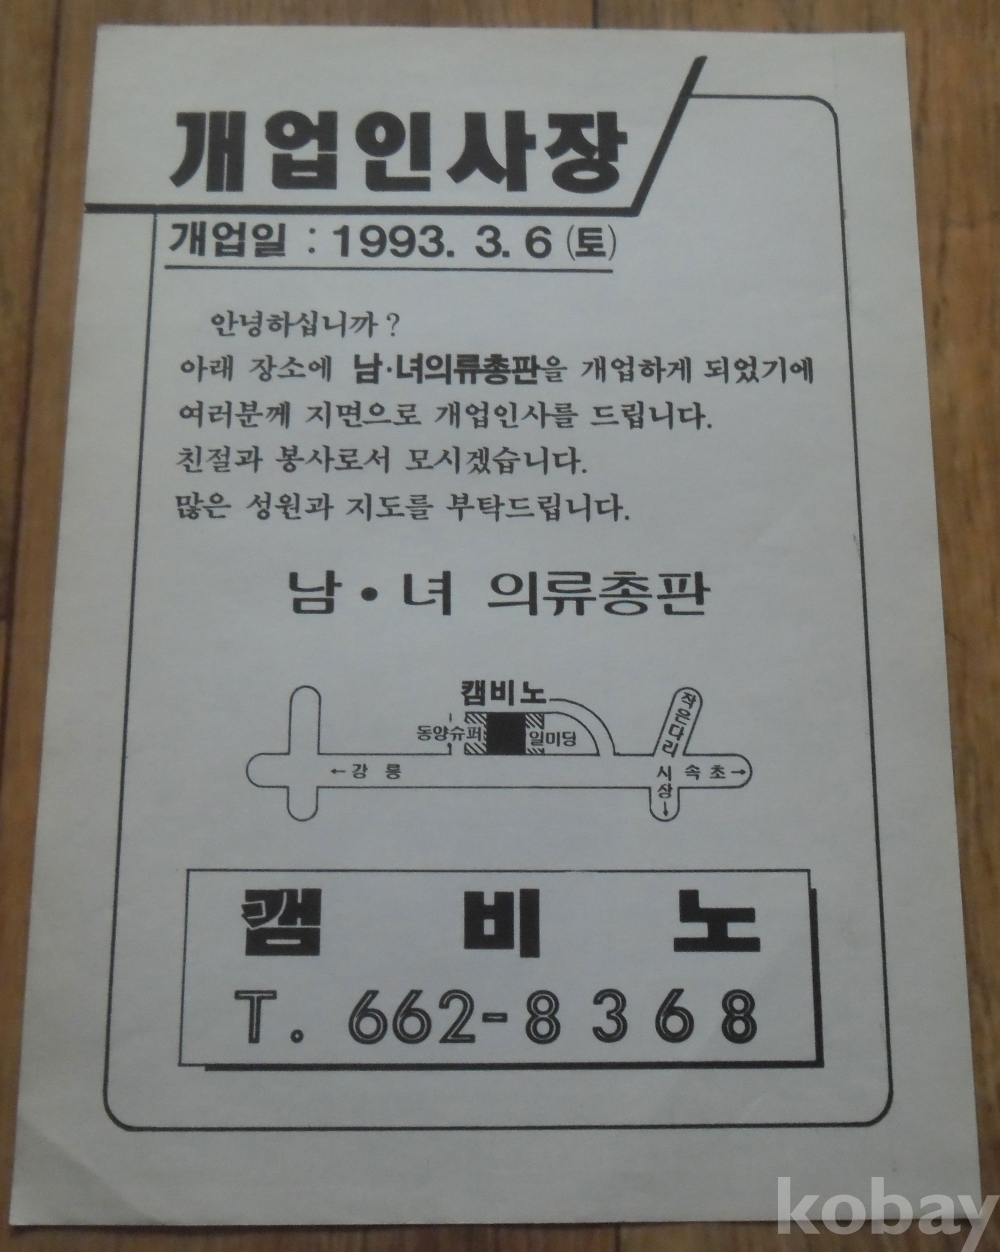 개업인사장
개업일 : 1993. 3. 6 (토)
안녕하십니까?
아래 장소에 남·녀의류총판을 개업하게 되었기에
여러분께 지면으로 개업인사를 드립니다.
친절과 봉사로서 모시겠습니다.
많은 성원과 지도를 부탁드립니다.
남·녀 의류총판
캠비노
동양슈퍼
일미당
작은다리
←강릉
시장↓
속초→
캠비노
T. 662-8368
kobay